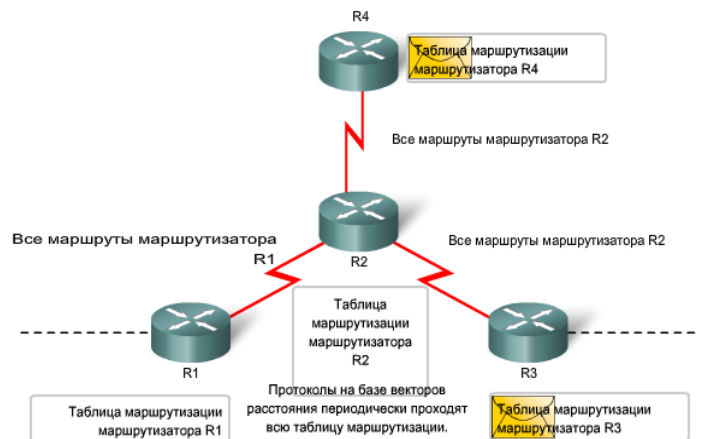 R4
Таблица маршрутизации
маршрутизатора R4
Все маршруты маршрутизатора R2
Все маршруты маршрутизатора
R1
R2
Все маршруты маршрутизатора R2
Таблица
маршрутизации
маршрутизатора
R2
R1
R3
Протоколы на базе векторов
расстояния периодически проходят
всю таблицу маршрутизации.
Таблица маршрутизации
маршрутизатора R1
Таблица маршрутизации
маршрутизатора R3